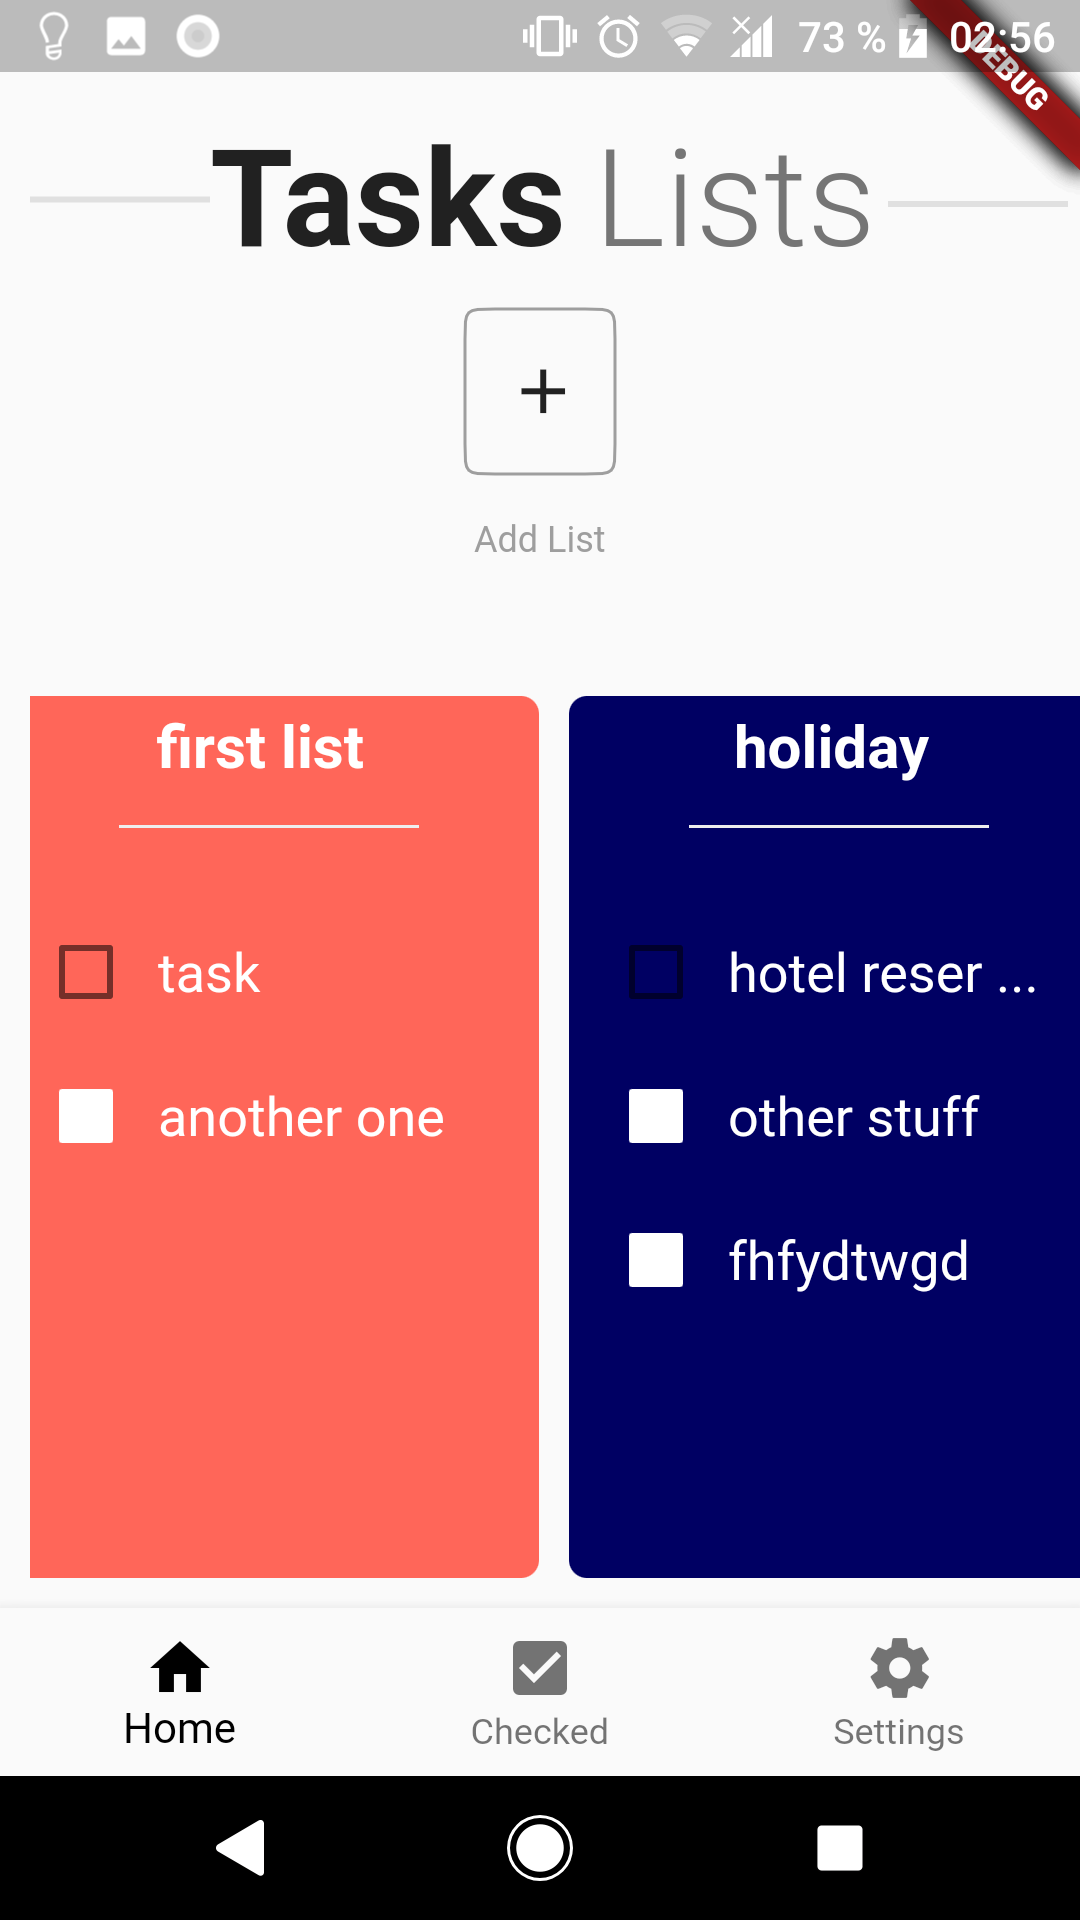 73 % 02:56
DEBUG
Tasks Lists
+
Add List
first list
holiday
task
hotel reser ...
another one
other stuff
fhfydtwgd
Home
Checked
Settings